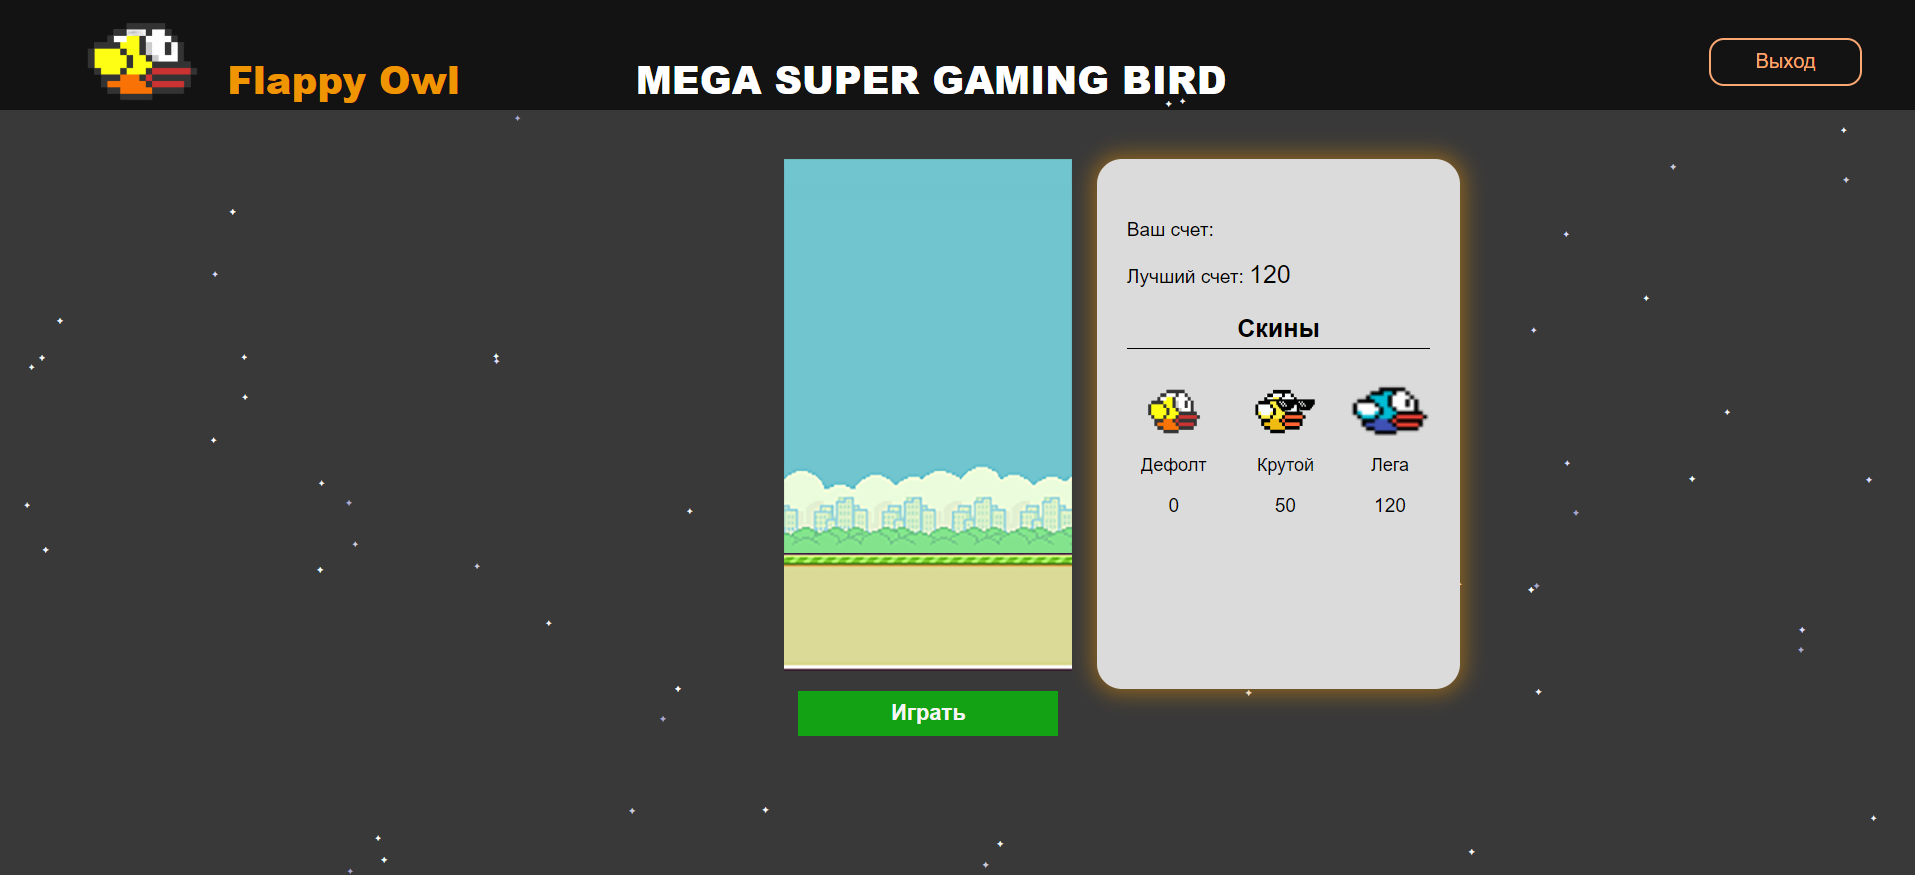 Flappy Owl
MEGA SUPER GAMING BIRD
Выход
Ваш счет:
Лучший счет: 120
Скины
Дефолт Крутой Лега
0 50 120
Играть